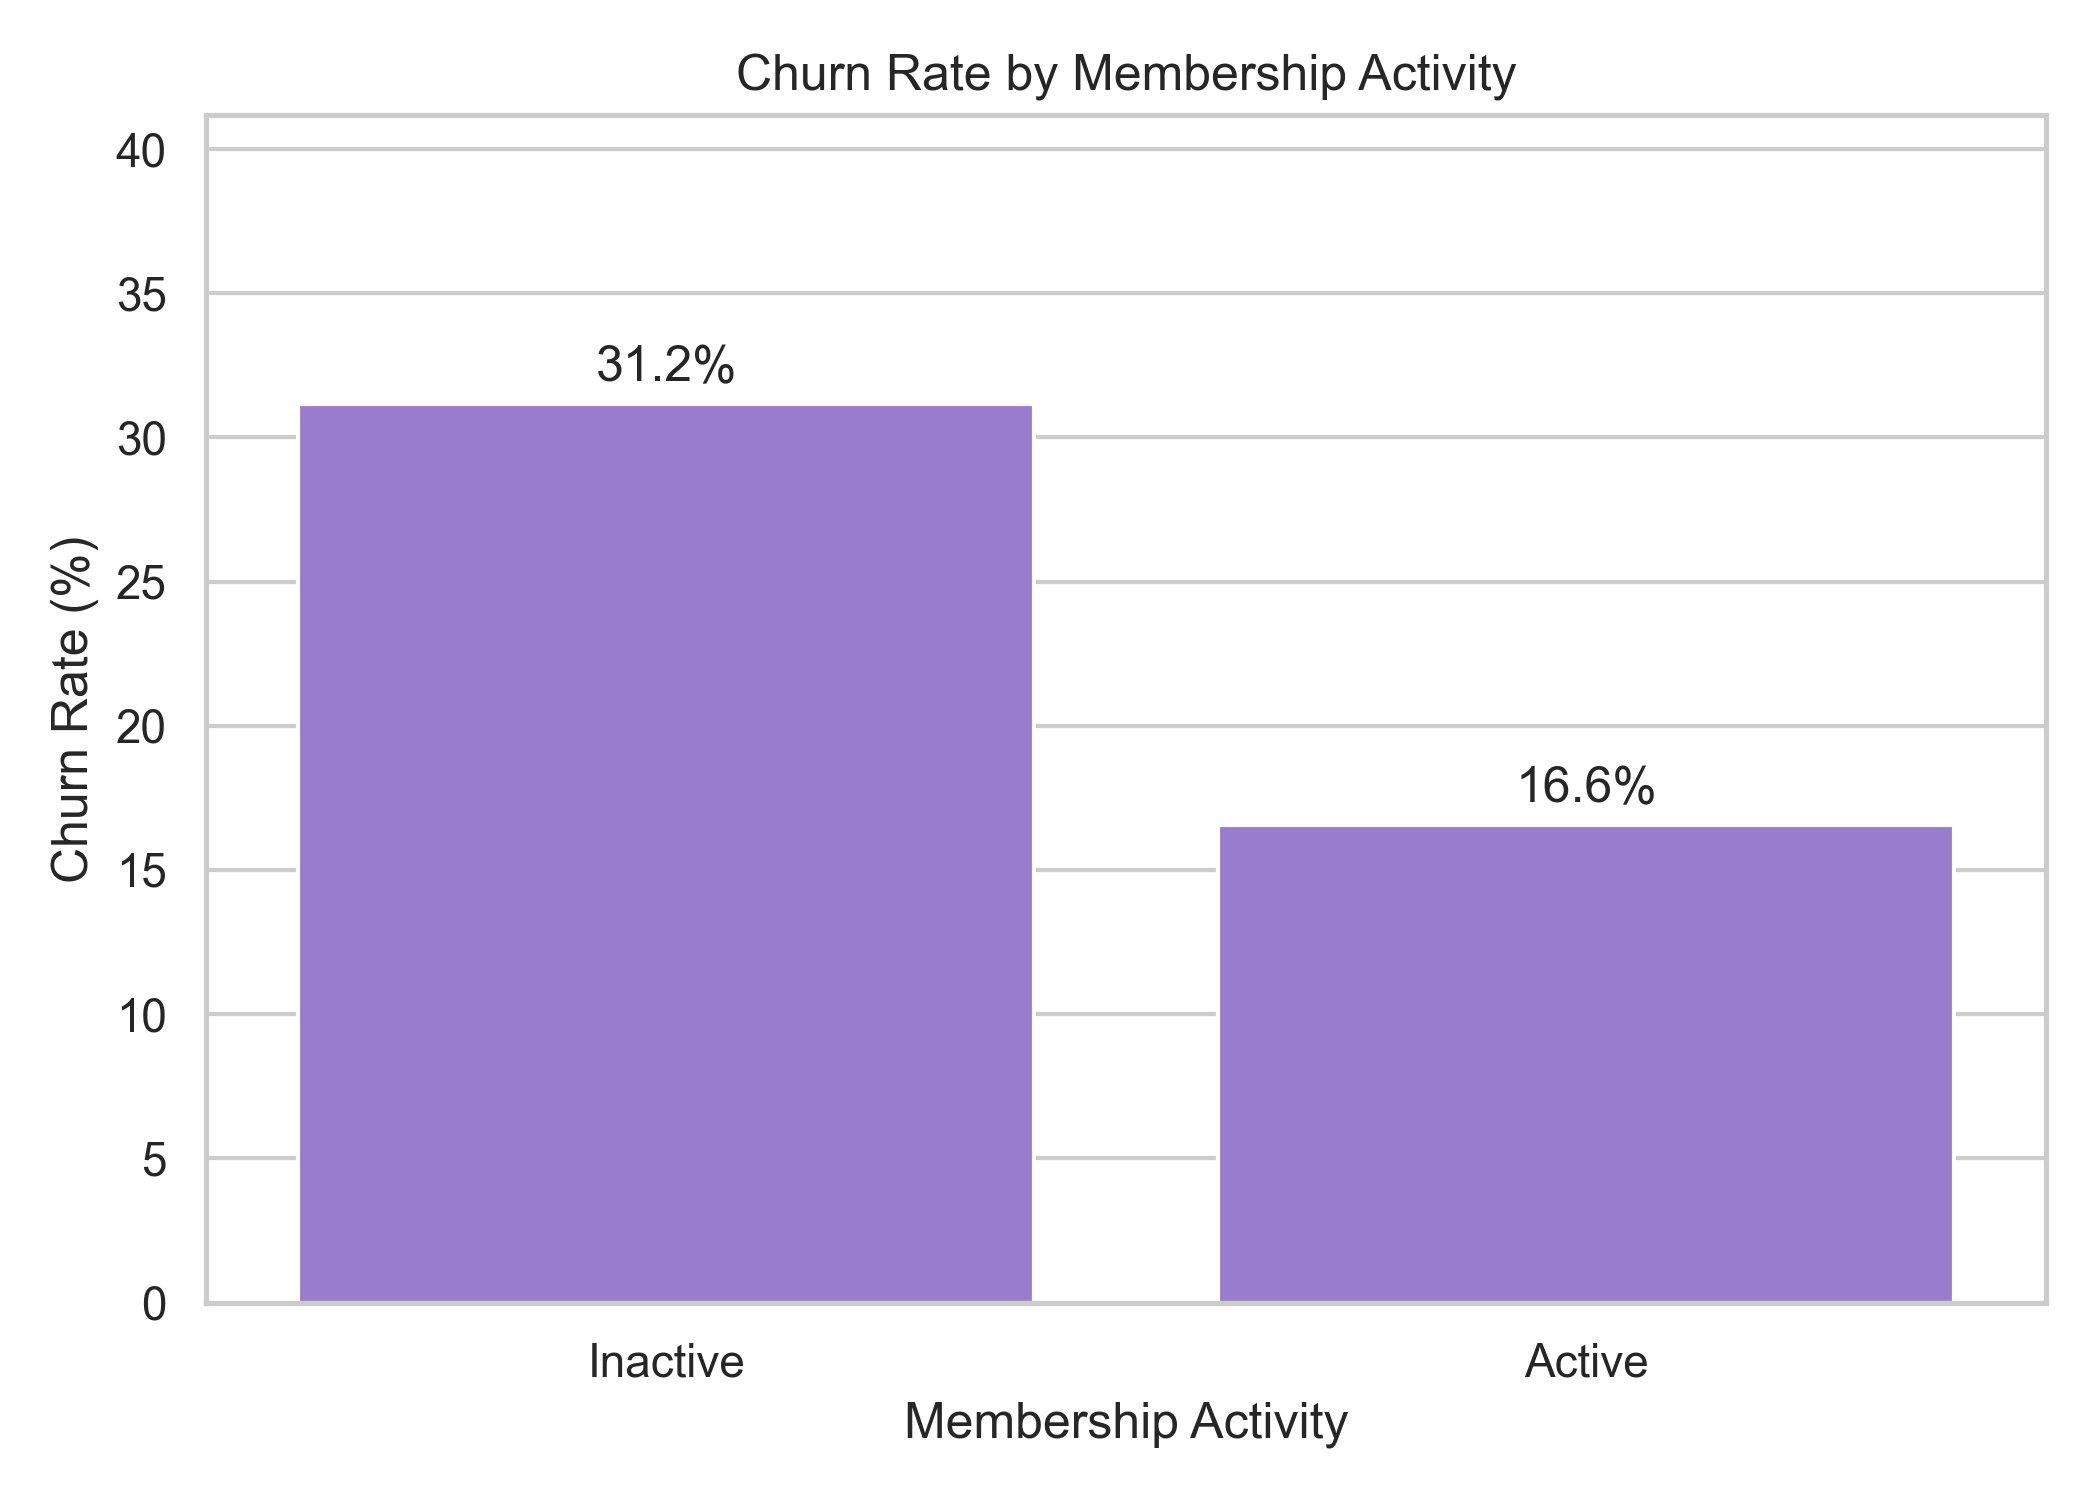 Churn Rate by Membership Activity
40
35
31.2%
30
25
20
16.6%
15
10
5
0
Churn Rate (%)
Inactive
Active
Membership Activity